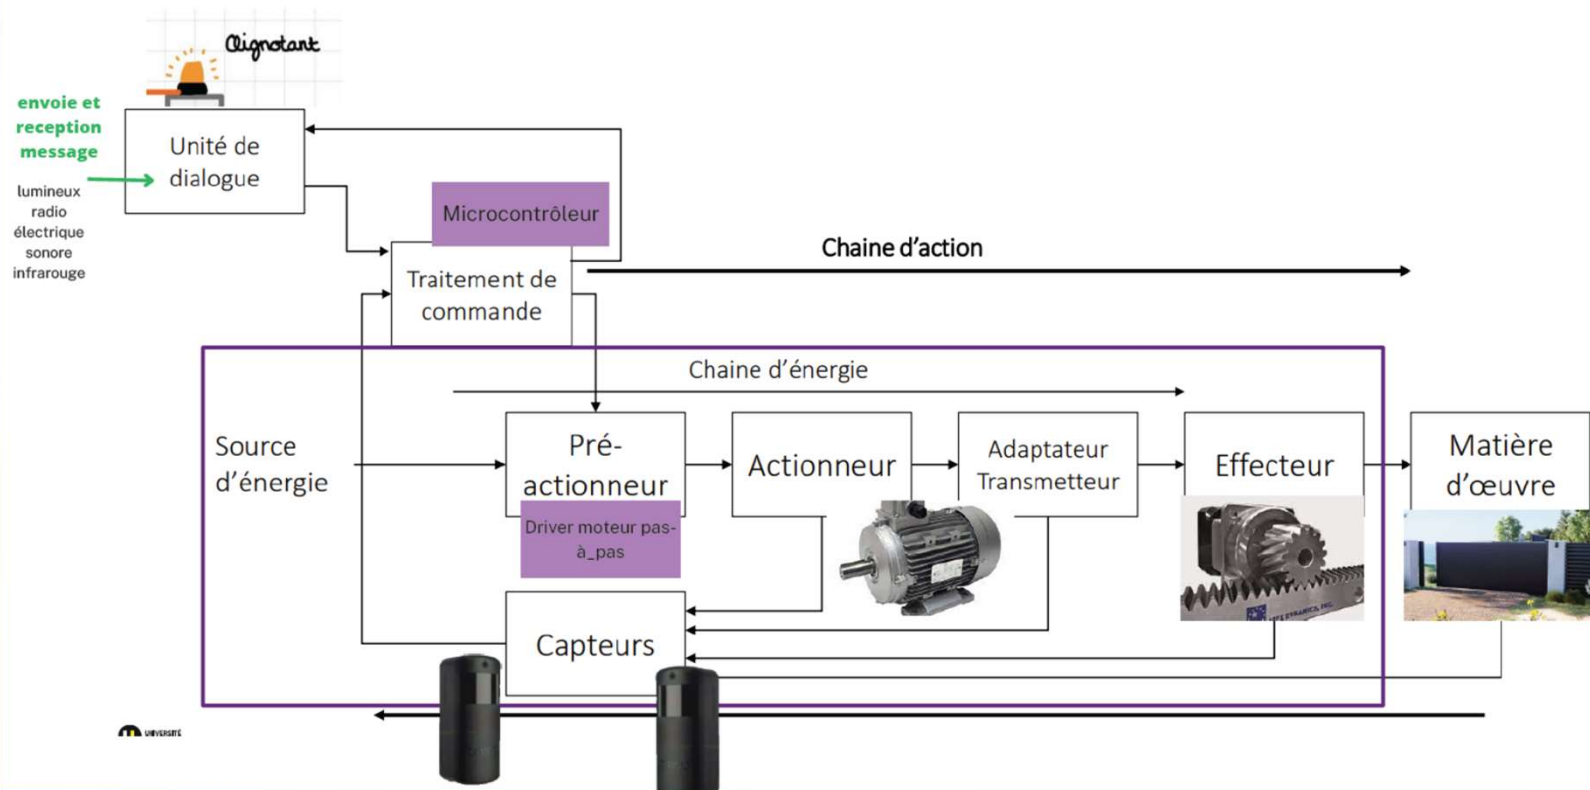 Clignotant
envoie et
reception
message
lumineux
radio
électrique
sonore
infrarouge
Unité de
dialogue
Microcontrôleur
Traitement de
commande
Chaine d'action
Chaine d'énergie
Source
d'énergie
Pré-
actionneur
Driver moteur pas-
à_pas
Actionneur
Adaptateur
Transmetteur
Effecteur
Matière
d'œuvre
Capteurs
UNIVERSITÉ